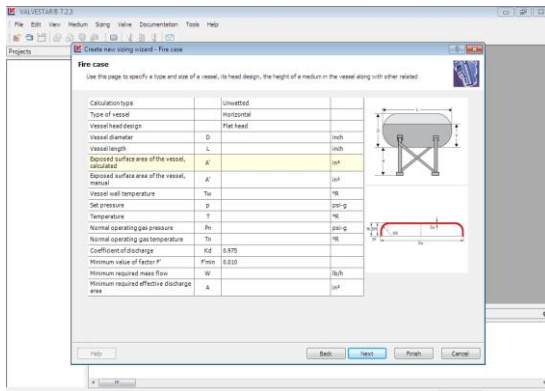 VALVESTAR® 7.2.3
File Edit View Medium Sizing Valve Documentation Tools Help
Projects
Create new sizing wizard - Fire case
Fire case
Use this page to specify a type and size of a vessel, its head design, the height of a medium in the vessel along with other related
Calculation type Unwetted
Type of vessel Horizontal
Vessel head design Flat head
Vessel diameter D inch
Vessel length L inch
Exposed surface area of the vessel, calculated A' in²
Exposed surface area of the vessel, manual A' in²
Vessel wall temperature Tw °R
Set pressure p psi-g
Temperature T °R
Normal operating gas pressure Pn psi-g
Normal operating gas temperature Tn °R
Coefficient of discharge Kd 0.975
Minimum value of factor F' F'min 0.010
Minimum required mass flow W lb/h
Minimum required effective discharge area A in²
L
Help Back Next Finish Cancel